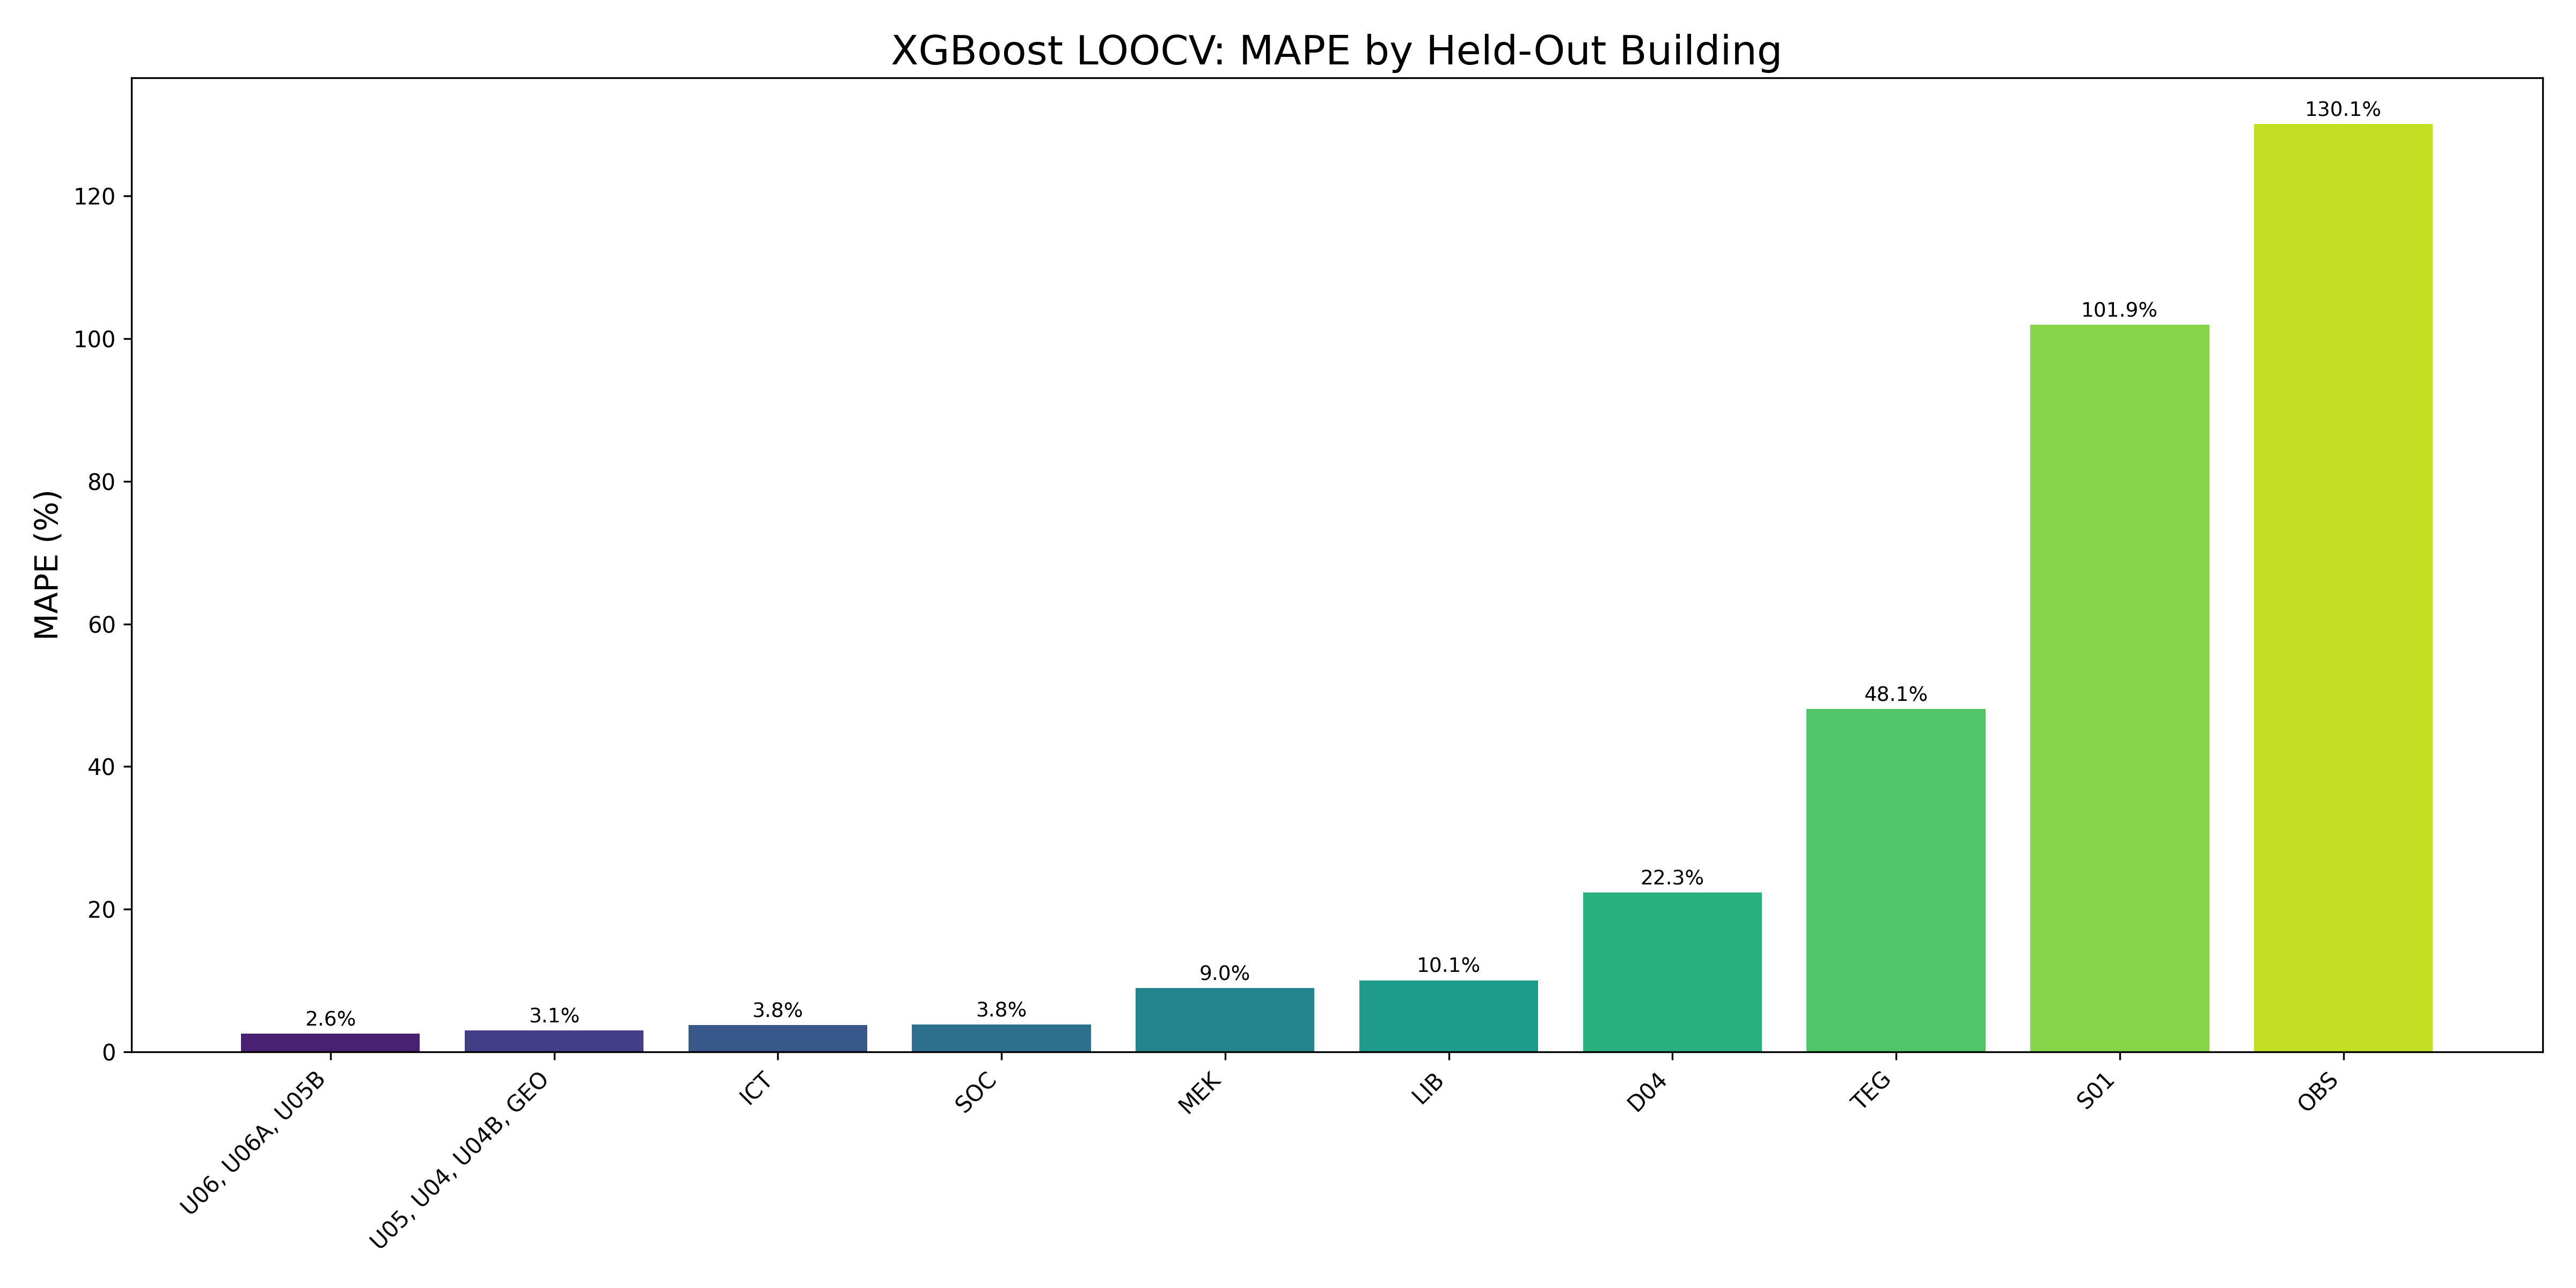 XGBoost LOOCV: MAPE by Held-Out Building
MAPE (%)
120
100
80
60
40
20
0
2.6%
3.1%
3.8%
3.8%
9.0%
10.1%
22.3%
48.1%
101.9%
130.1%
U06, U06A, U05B
U05, U04, U04B, GEO
ICT
SOC
MEK
LIB
D04
TEG
S01
OBS